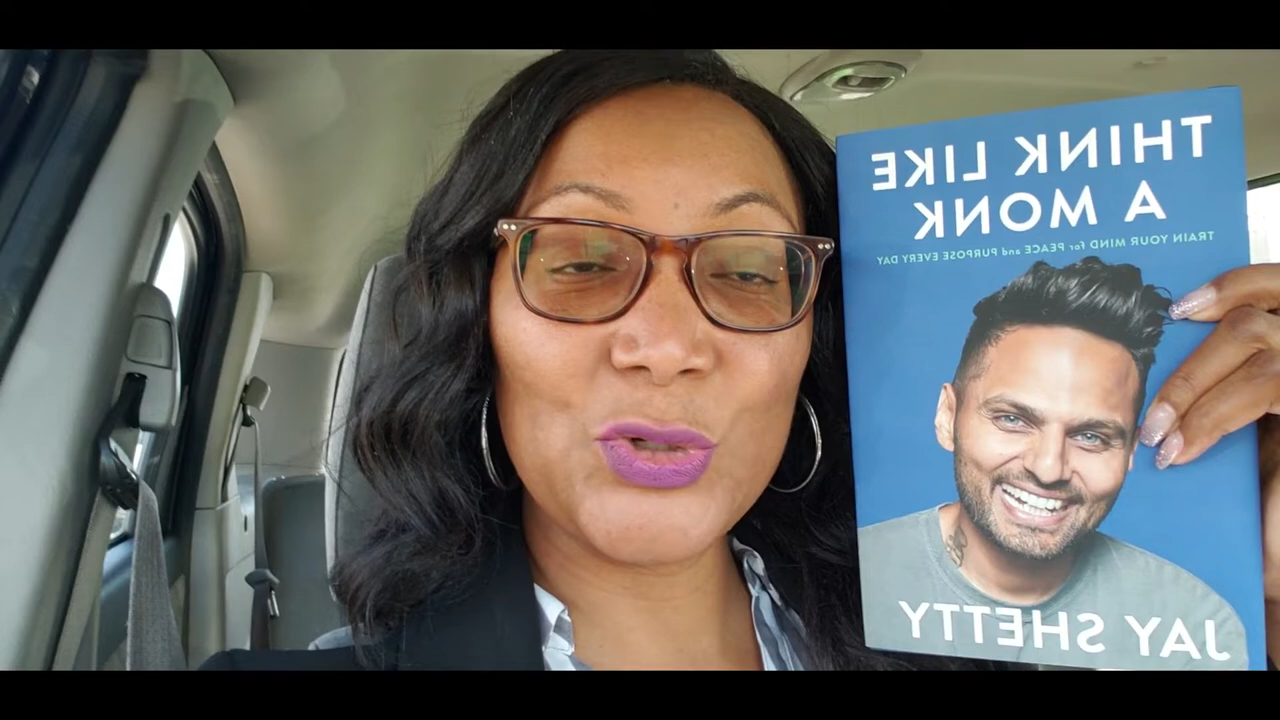 THINK LIKE
A MONK
TRAIN YOUR MIND for PEACE and PURPOSE EVERY DAY
JAY SHETTY